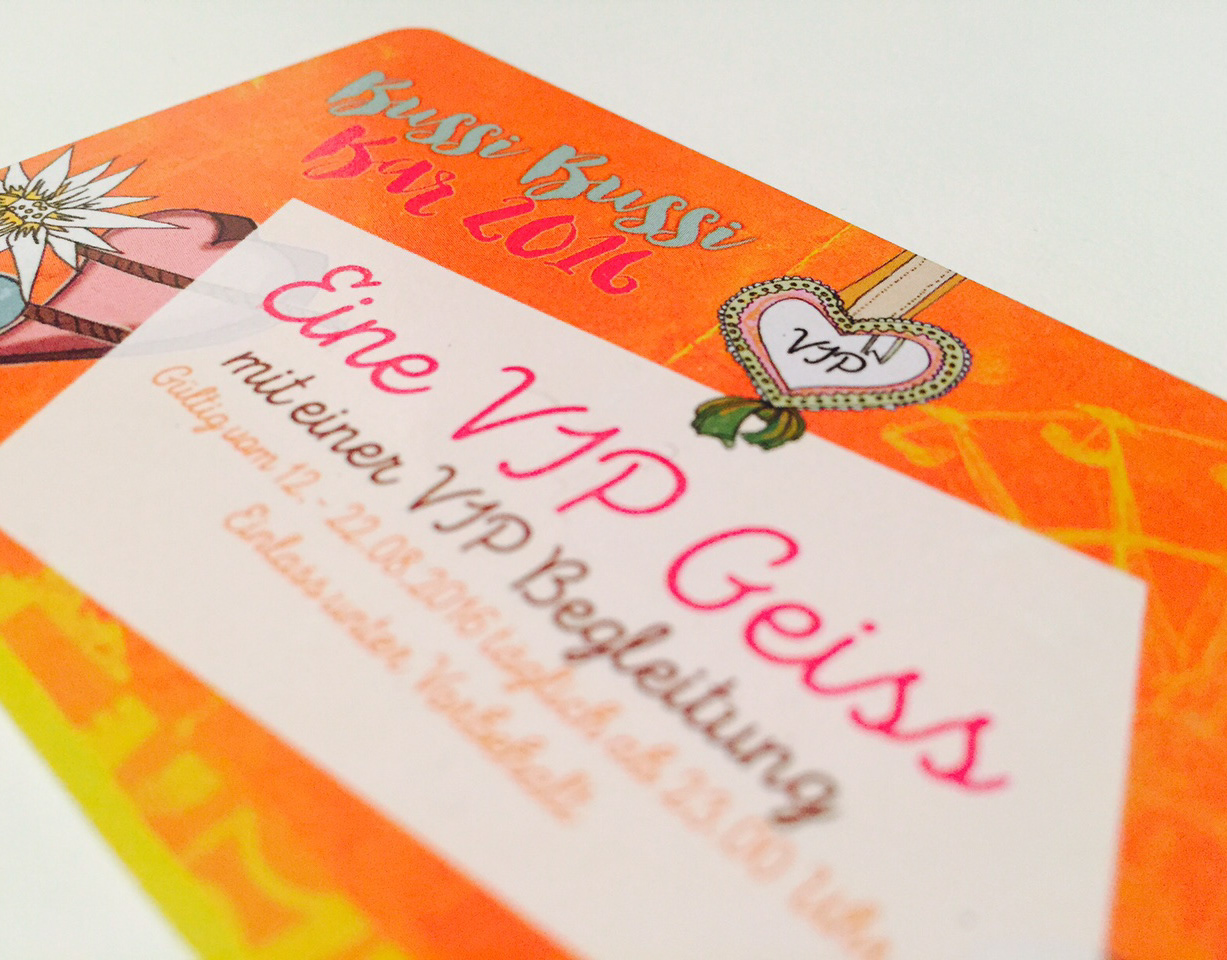 Bussi Bussi
Bar 2016
VIP
Eine VIP Geiss
mit einer VIP Begleitung
Gültig vom 12.- 22.08.2016 täglich ab 23.00 Uhr
Einlass unter Vorbehalt